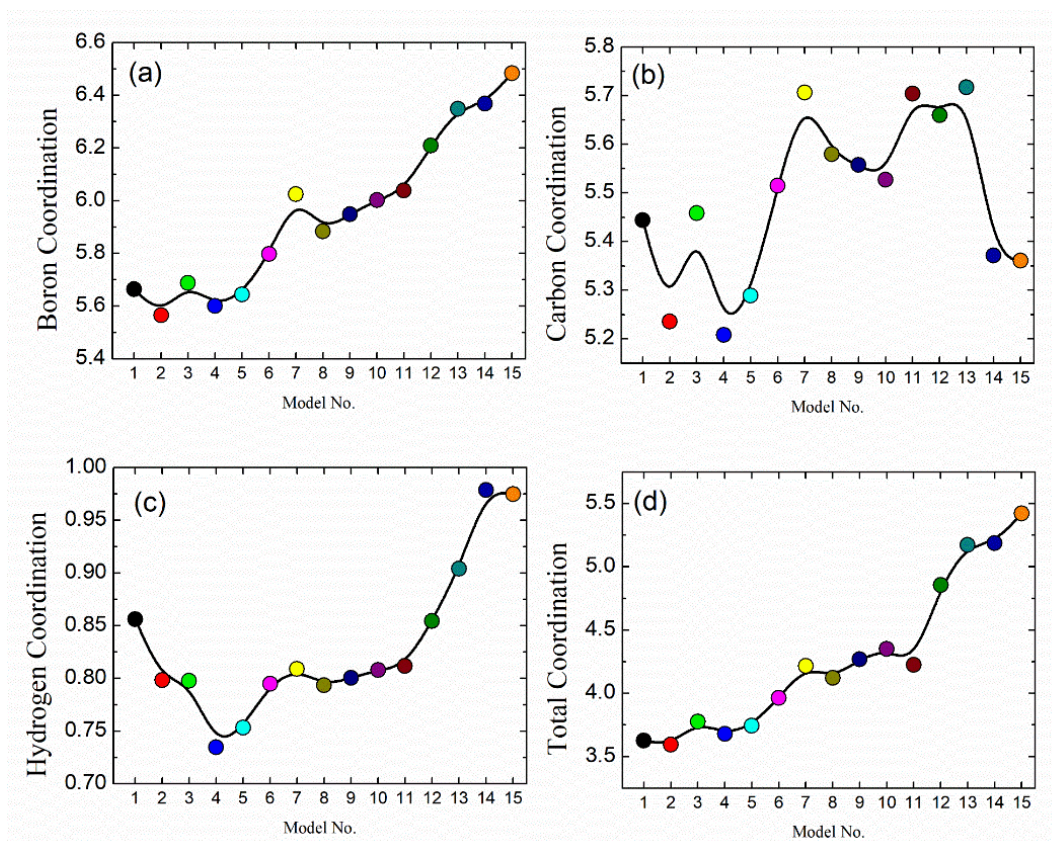 (a)
Boron Coordination
6.6
6.4
6.2
6.0
5.8
5.6
5.4
1 2 3 4 5 6 7 8 9 10 11 12 13 14 15
Model No.
(b)
Carbon Coordination
5.8
5.7
5.6
5.5
5.4
5.3
5.2
1 2 3 4 5 6 7 8 9 10 11 12 13 14 15
Model No.
(c)
Hydrogen Coordination
1.00
0.95
0.90
0.85
0.80
0.75
0.70
1 2 3 4 5 6 7 8 9 10 11 12 13 14 15
Model No.
(d)
Total Coordination
5.5
5.0
4.5
4.0
3.5
1 2 3 4 5 6 7 8 9 10 11 12 13 14 15
Model No.